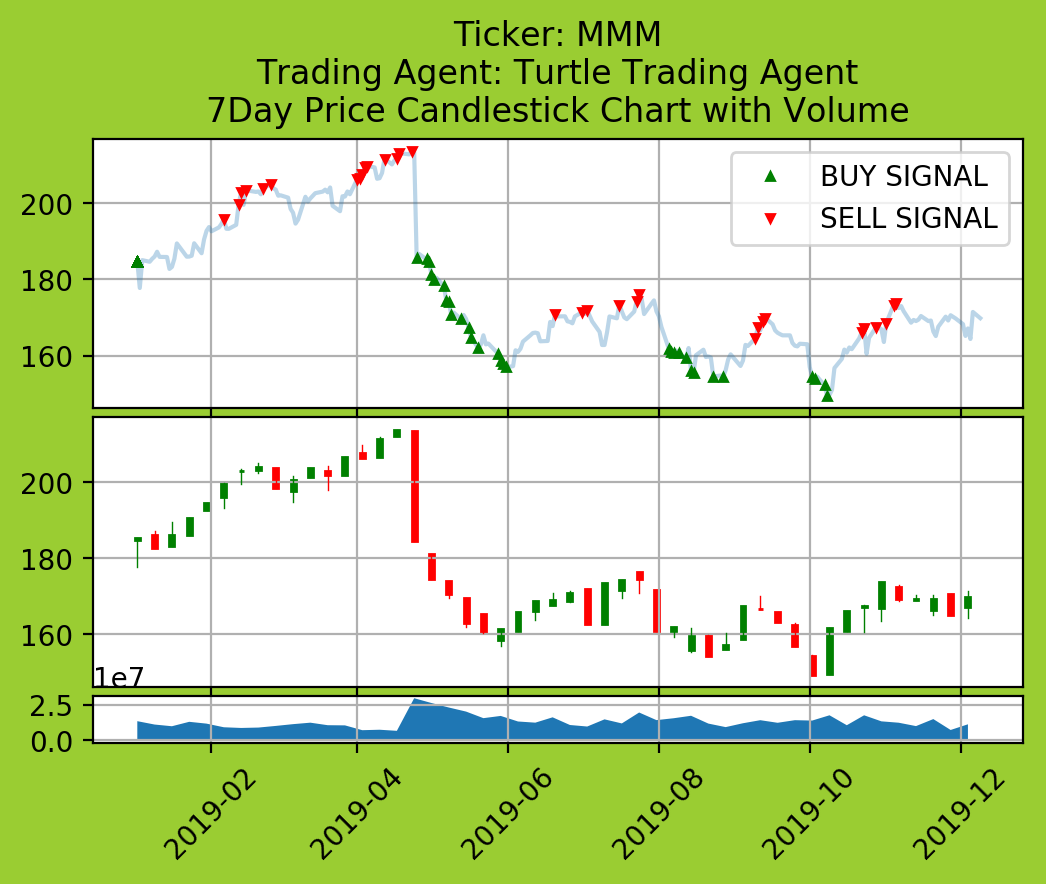 Ticker: MMM
Trading Agent: Turtle Trading Agent
7Day Price Candlestick Chart with Volume
BUY SIGNAL
SELL SIGNAL
200
180
160
200
180
160
1e7
2.5
0.0
2019-02
2019-04
2019-06
2019-08
2019-10
2019-12